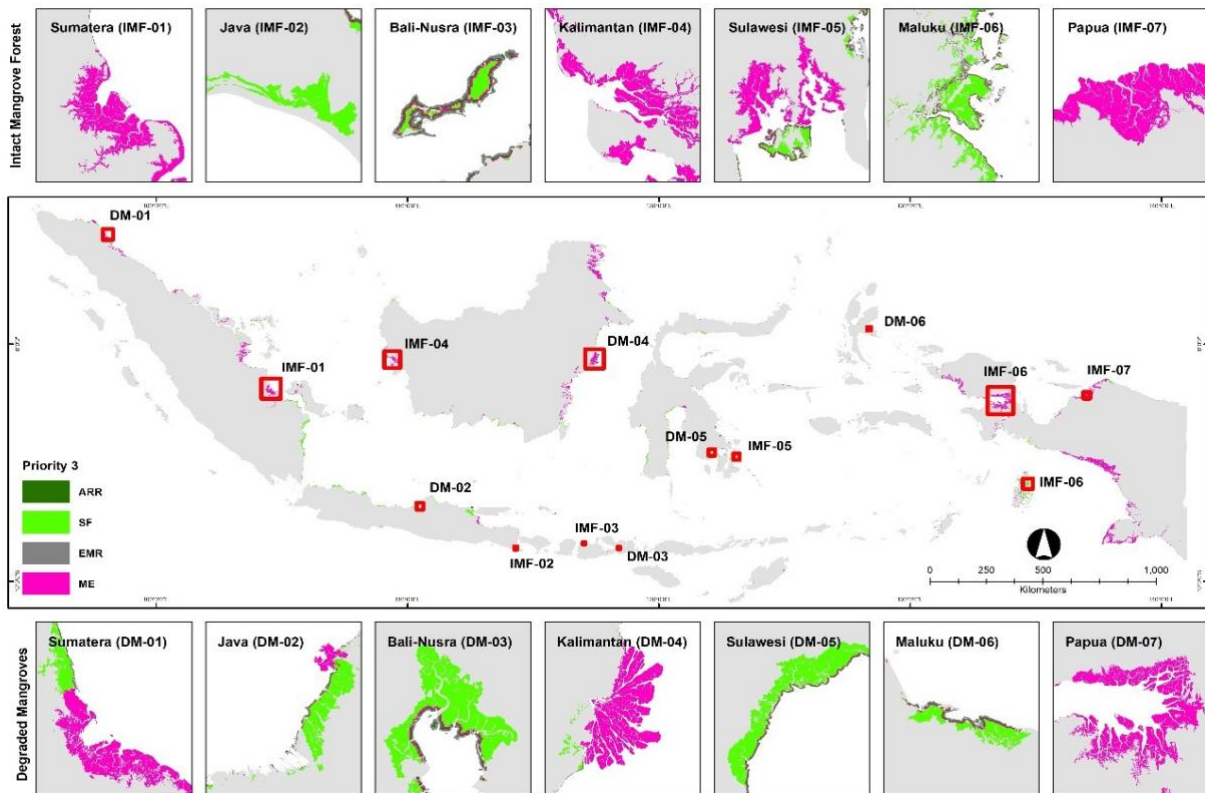 Intact Mangrove Forest
Sumatera (IMF-01)
Java (IMF-02)
Bali-Nusra (IMF-03)
Kalimantan (IMF-04)
Sulawesi (IMF-05)
Maluku (IMF-06)
Papua (IMF-07)
DM-01
IMF-04
DM-04
DM-06
IMF-01
IMF-06
IMF-07
DM-05
IMF-05
DM-02
IMF-06
IMF-03
IMF-02
DM-03
Priority 3
ARR
SF
EMR
ME
0 250 500 1,000
Kilometers
Degraded Mangroves
Sumatera (DM-01)
Java (DM-02)
Bali-Nusra (DM-03)
Kalimantan (DM-04)
Sulawesi (DM-05)
Maluku (DM-06)
Papua (DM-07)